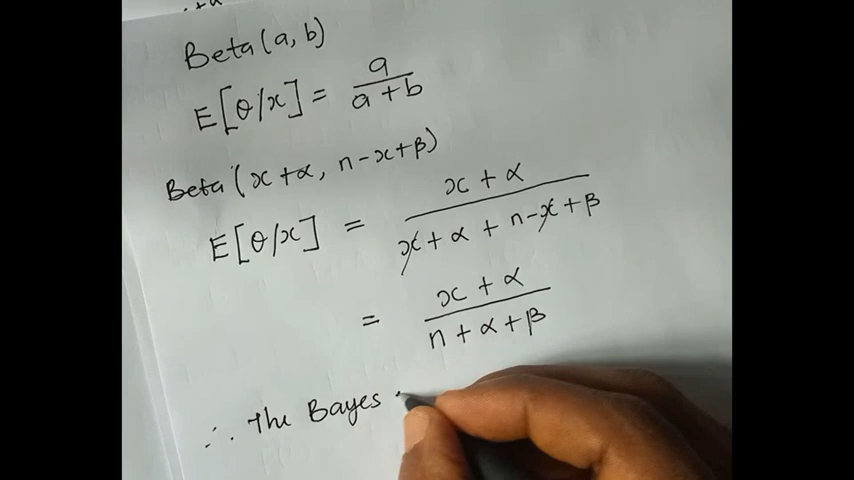 Beta(a, b)
E[θ/x] = a / a + b
Beta(x + α, n - x + β)
E[θ/x] = x + α / x + α + n - x + β
= x + α / n + α + β
∴ The Bayes